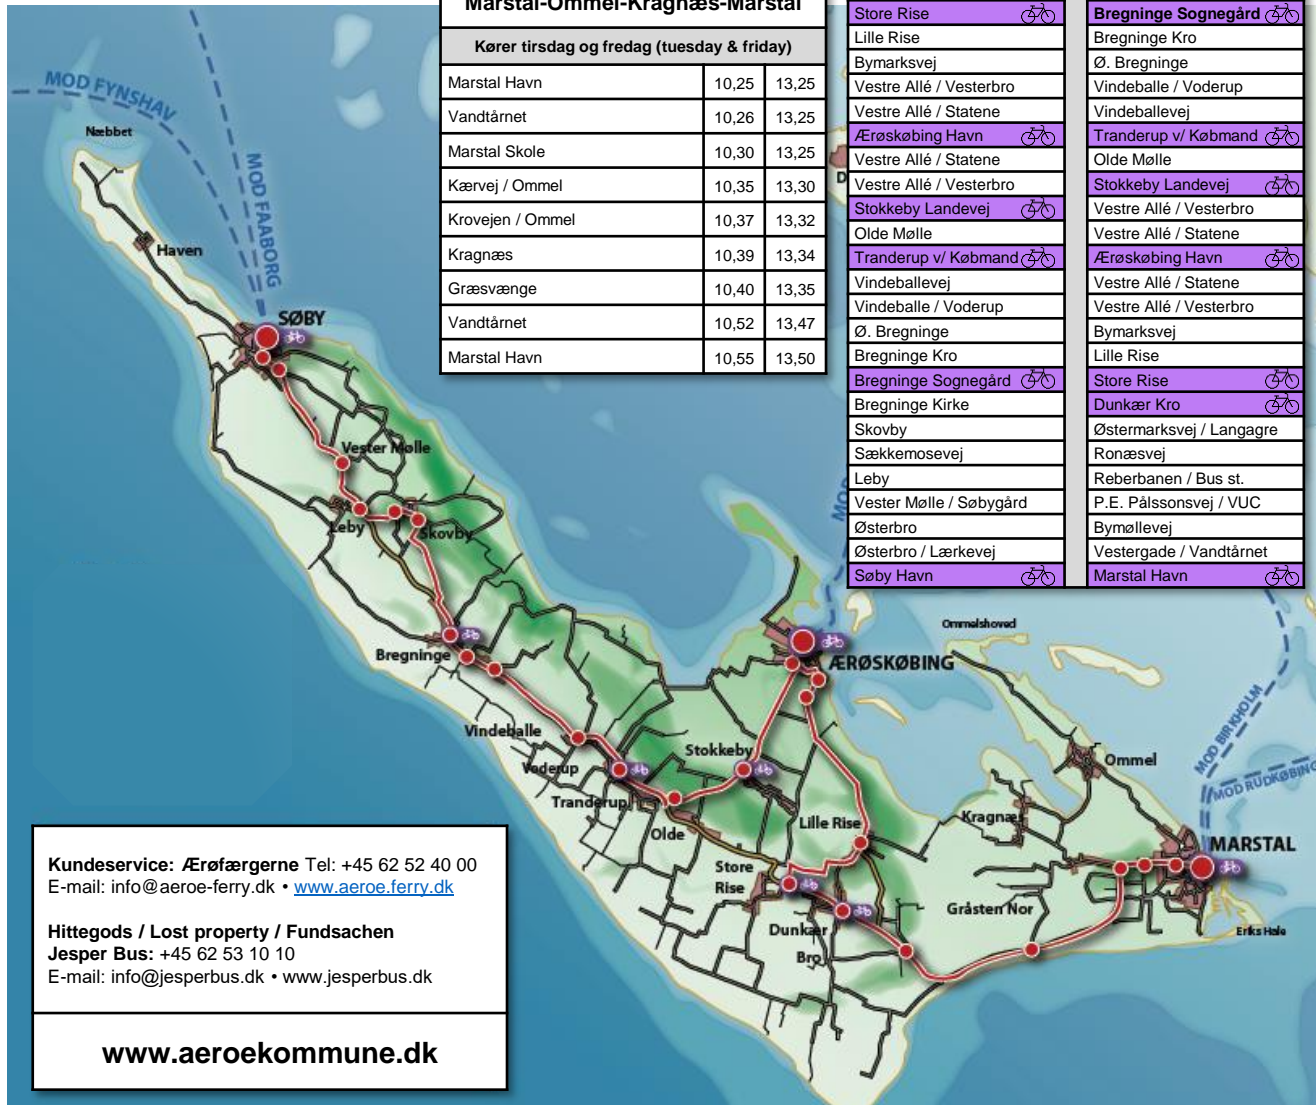 Marstal-Ommel-Kragnæs-Marstal
Kører tirsdag og fredag (tuesday & friday)
Marstal Havn 10,25 13,25
Vandtårnet 10,26 13,25
Marstal Skole 10,30 13,25
Kærvej / Ommel 10,35 13,30
Krovejen / Ommel 10,37 13,32
Kragnæs 10,39 13,34
Græsvænge 10,40 13,35
Vandtårnet 10,52 13,47
Marstal Havn 10,55 13,50
Store Rise
Lille Rise
Bymarksvej
Vestre Allé / Vesterbro
Vestre Allé / Statene
Ærøskøbing Havn
Vestre Allé / Statene
Vestre Allé / Vesterbro
Stokkeby Landevej
Olde Mølle
Tranderup v/ Købmand
Vindeballevej
Vindeballe / Voderup
Ø. Bregninge
Bregninge Kro
Bregninge Sognegård
Bregninge Kirke
Skovby
Sækkemosevej
Leby
Vester Mølle / Søbygård
Østerbro
Østerbro / Lærkevej
Søby Havn
Bregninge Sognegård
Bregninge Kro
Ø. Bregninge
Vindeballe / Voderup
Vindeballevej
Tranderup v/ Købmand
Olde Mølle
Stokkeby Landevej
Vestre Allé / Vesterbro
Vestre Allé / Statene
Ærøskøbing Havn
Vestre Allé / Statene
Vestre Allé / Vesterbro
Bymarksvej
Lille Rise
Store Rise
Dunkær Kro
Østermarksvej / Langagre
Ronæsvej
Reberbanen / Bus st.
P.E. Pålssonsvej / VUC
Bymøllevej
Vestergade / Vandtårnet
Marstal Havn
MOD FYNSHAV
Næbbet
MOD FAABORG
Haven
SØBY
Vester Mølle
Leby
Skovby
Bregninge
Vindeballe
Voderup
Tranderup
Olde
Stokkeby
MOD
D
ÆRØSKØBING
Lille Rise
Store
Rise
Dunkær
Bro
Gråsten Nor
Kragnæs
Ommelshoved
Ommel
MOD BIRKHOLM
MOD RUDKØBING
MARSTAL
Eriks Hale
Kundeservice: Ærøfærgerne Tel: +45 62 52 40 00
E-mail: info@aeroe-ferry.dk • www.aeroe.ferry.dk
Hittegods / Lost property / Fundsachen
Jesper Bus: +45 62 53 10 10
E-mail: info@jesperbus.dk • www.jesperbus.dk
www.aeroekommune.dk